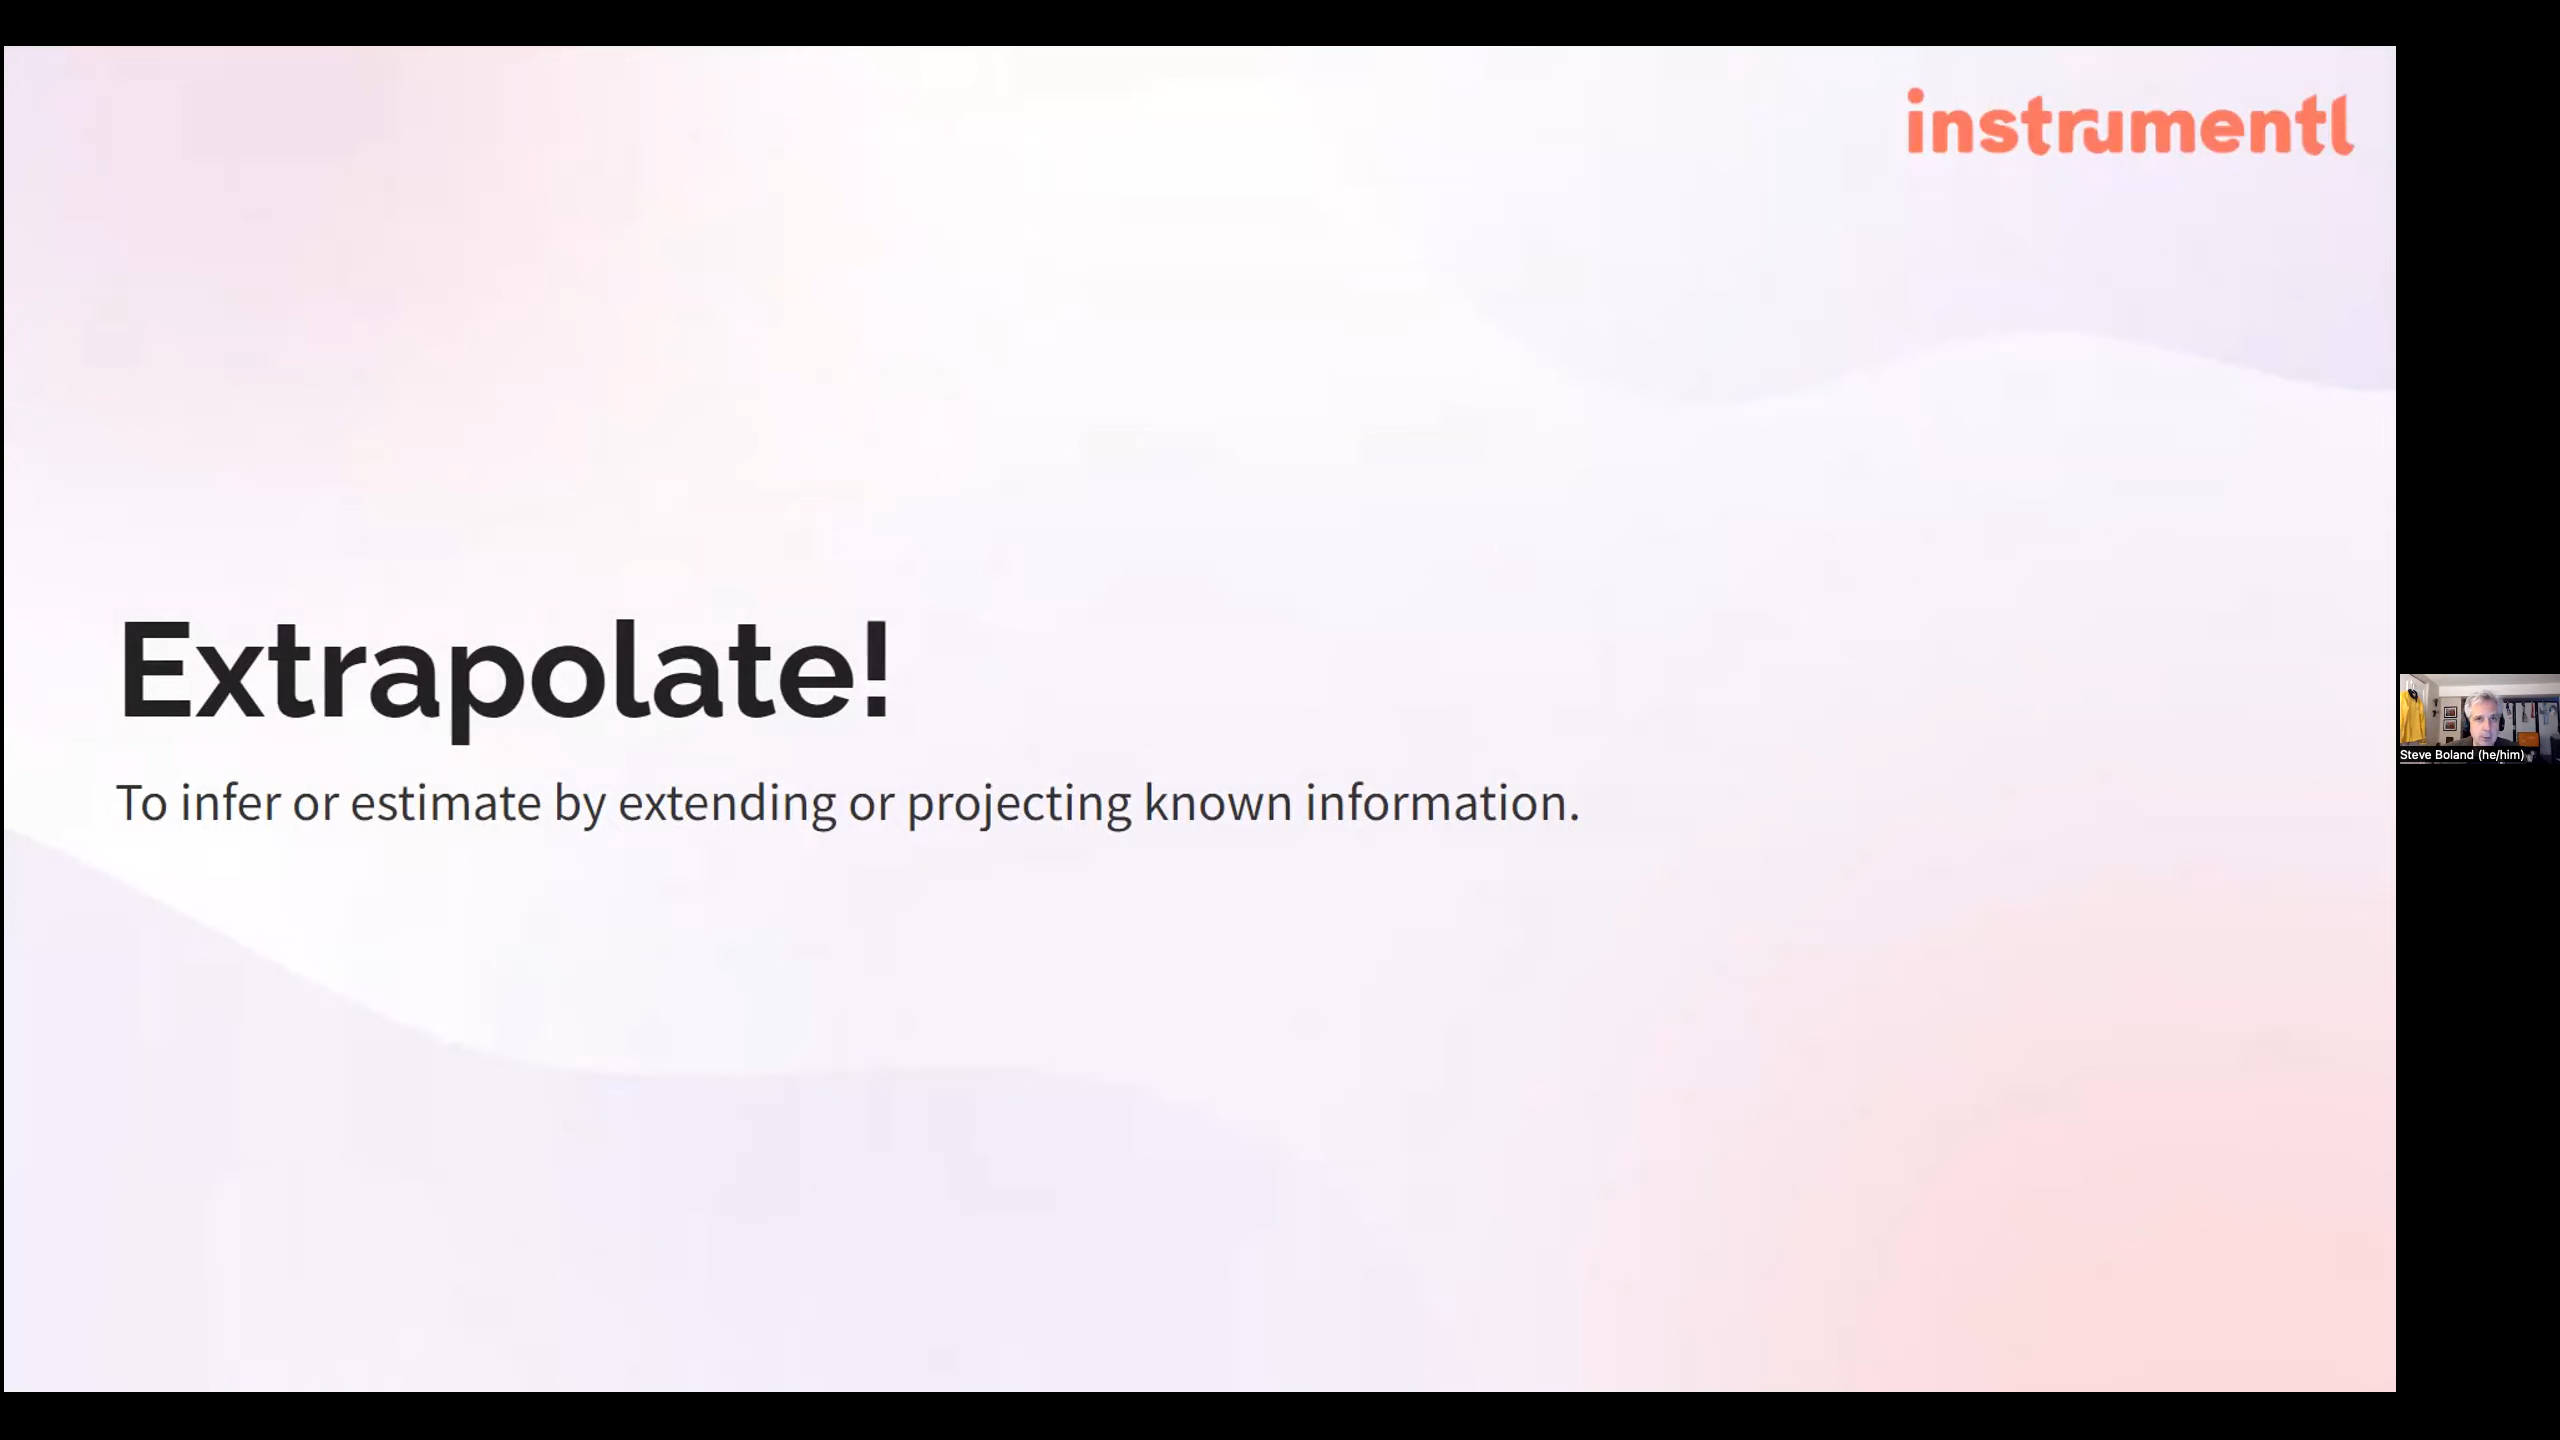 instrumentl
Extrapolate!
To infer or estimate by extending or projecting known information.
Steve Boland (he/him)